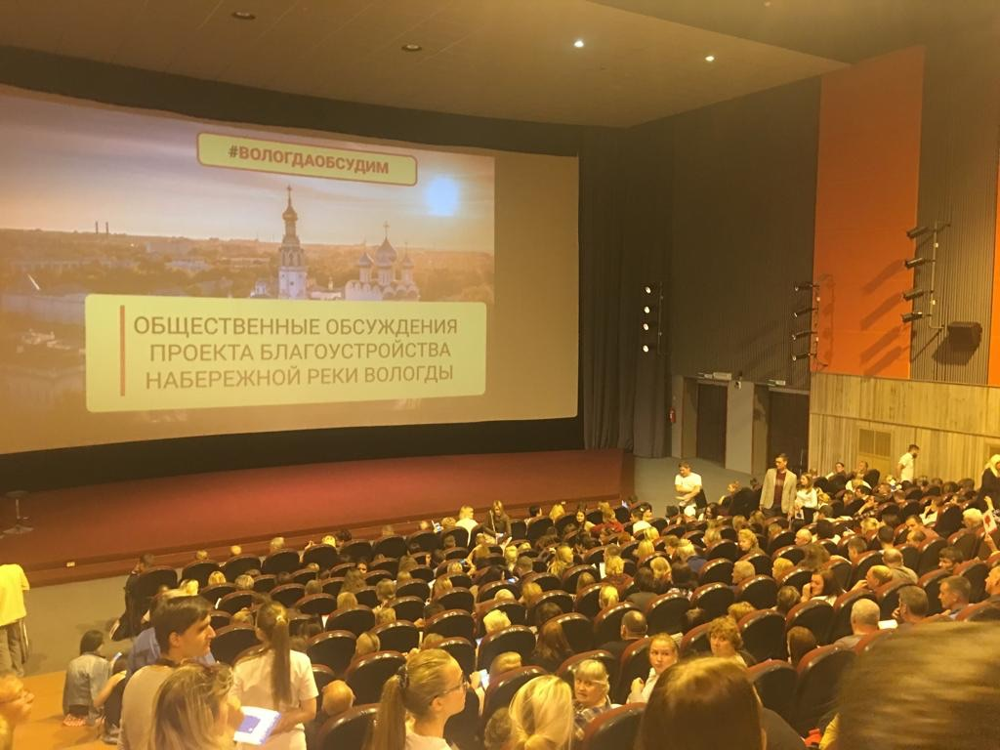 #ВОЛОГДАОБСУДИМ
ОБЩЕСТВЕННЫЕ ОБСУЖДЕНИЯ
ПРОЕКТА БЛАГОУСТРОЙСТВА
НАБЕРЕЖНОЙ РЕКИ ВОЛОГДЫ